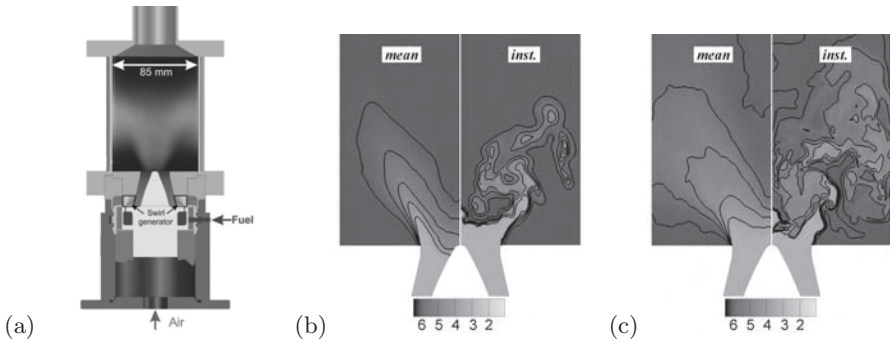 85 mm
Swirl
generator
Fuel
Air
(a)
mean
inst.
6 5 4 3 2
(b)
mean
inst.
6 5 4 3 2
(c)